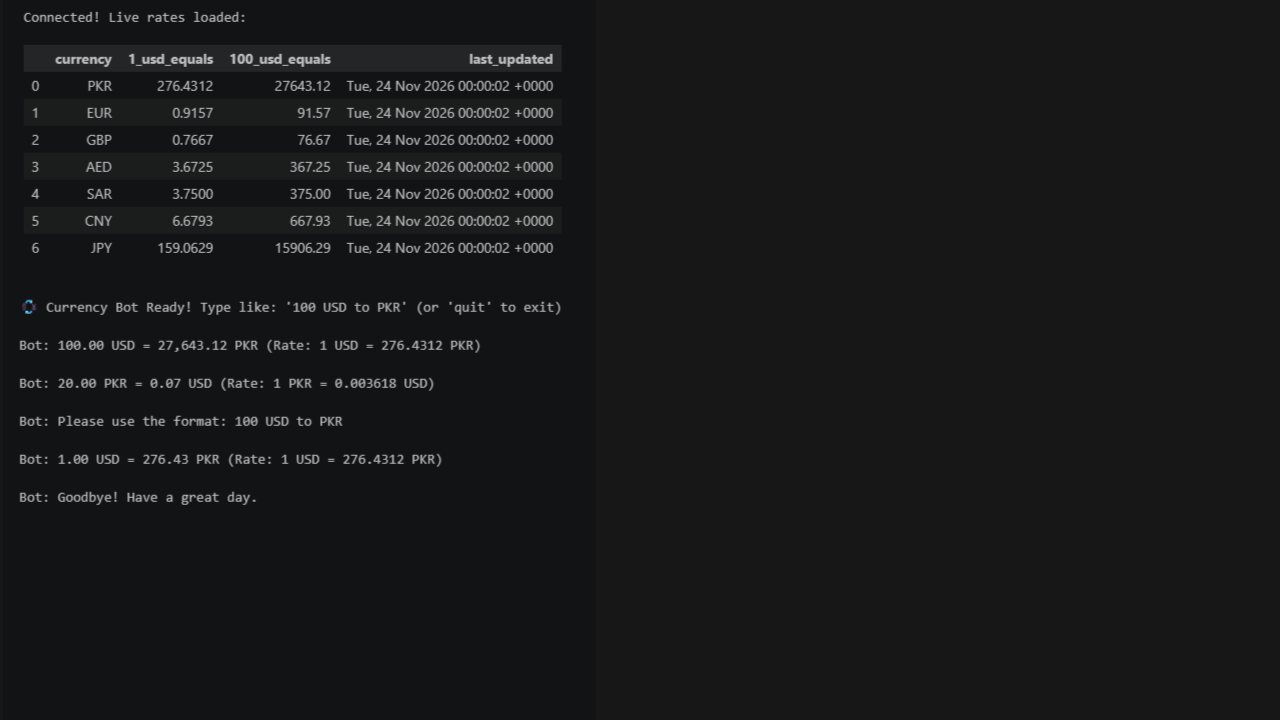 Connected! Live rates loaded:
currency 1_usd_equals 100_usd_equals last_updated
0 PKR 276.4312 27643.12 Tue, 24 Nov 2026 00:00:02 +0000
1 EUR 0.9157 91.57 Tue, 24 Nov 2026 00:00:02 +0000
2 GBP 0.7667 76.67 Tue, 24 Nov 2026 00:00:02 +0000
3 AED 3.6725 367.25 Tue, 24 Nov 2026 00:00:02 +0000
4 SAR 3.7500 375.00 Tue, 24 Nov 2026 00:00:02 +0000
5 CNY 6.6793 667.93 Tue, 24 Nov 2026 00:00:02 +0000
6 JPY 159.0629 15906.29 Tue, 24 Nov 2026 00:00:02 +0000
Currency Bot Ready! Type like: '100 USD to PKR' (or 'quit' to exit)
Bot: 100.00 USD = 27,643.12 PKR (Rate: 1 USD = 276.4312 PKR)
Bot: 20.00 PKR = 0.07 USD (Rate: 1 PKR = 0.003618 USD)
Bot: Please use the format: 100 USD to PKR
Bot: 1.00 USD = 276.43 PKR (Rate: 1 USD = 276.4312 PKR)
Bot: Goodbye! Have a great day.